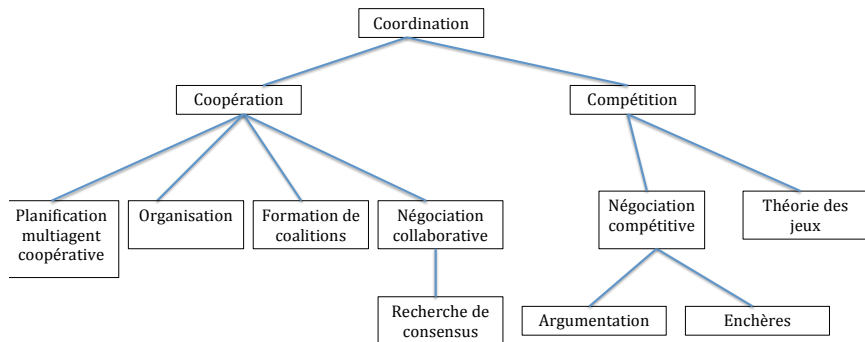 Coordination
Coopération
Compétition
Planification
multiagent
coopérative
Organisation
Formation de
coalitions
Négociation
collaborative
Négociation
compétitive
Théorie des
jeux
Recherche de
consensus
Argumentation
Enchères